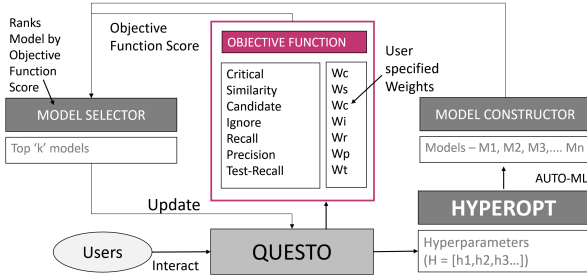 Ranks
Model by
Objective
Function
Score
Objective
Function Score
OBJECTIVE FUNCTION
Critical
Similarity
Candidate
Ignore
Recall
Precision
Test-Recall
Wc
Ws
Wc
Wi
Wr
Wp
Wt
User
specified
Weights
MODEL SELECTOR
Top ‘k’ models
MODEL CONSTRUCTOR
Models – M1, M2, M3,.... Mn
AUTO-ML
HYPEROPT
Hyperparameters
(H = [h1,h2,h3...])
Update
Users
Interact
QUESTO